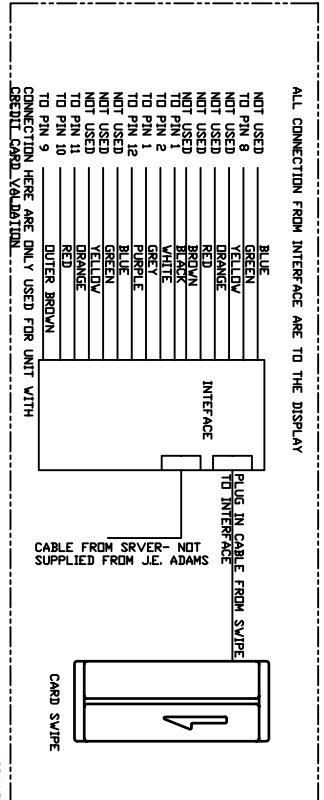 ALL CONNECTION FROM INTERFACE ARE TO THE DISPLAY
NOT USED BLUE
TO PIN 8 GREEN
NOT USED YELLOW
NOT USED ORANGE
NOT USED RED
NOT USED BROWN
TO PIN 1 BLACK
TO PIN 2 WHITE
TO PIN 1 GREY
TO PIN 12 PURPLE
NOT USED BLUE
NOT USED GREEN
NOT USED YELLOW
TO PIN 11 ORANGE
TO PIN 10 RED
TO PIN 9 OUTER BROWN
CONNECTION HERE ARE ONLY USED FOR UNIT WITH
CREDIT CARD VALIDATION
INTEFACE
PLUG IN CABLE FROM SWIPE
TO INTERFACE
CABLE FROM SRVER- NOT
SUPPLIED FROM J.E. ADAMS
CARD SWIPE